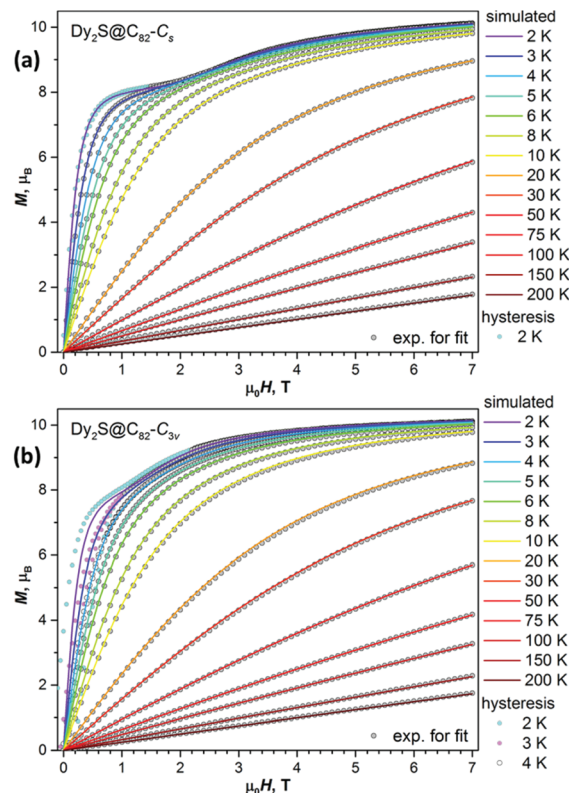 (a)
Dy₂S@C₈₂-Cₛ
M, μ_B
10
8
6
4
2
0
0 1 2 3 4 5 6 7
μ₀H, T
exp. for fit
simulated
2 K
3 K
4 K
5 K
6 K
8 K
10 K
20 K
30 K
50 K
75 K
100 K
150 K
200 K
hysteresis
2 K
(b)
Dy₂S@C₈₂-C₃ᵥ
M, μ_B
10
8
6
4
2
0
0 1 2 3 4 5 6 7
μ₀H, T
exp. for fit
simulated
2 K
3 K
4 K
5 K
6 K
8 K
10 K
20 K
30 K
50 K
75 K
100 K
150 K
200 K
hysteresis
2 K
3 K
4 K